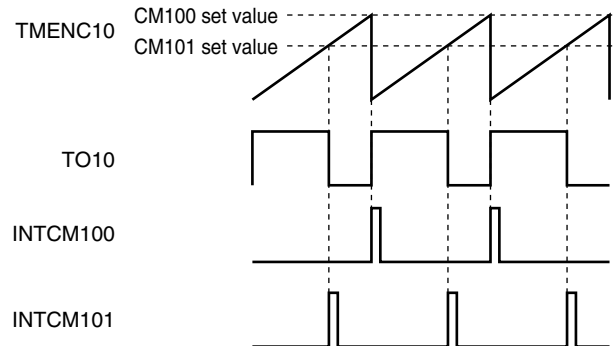 TMENC10
CM100 set value
CM101 set value
TO10
INTCM100
INTCM101